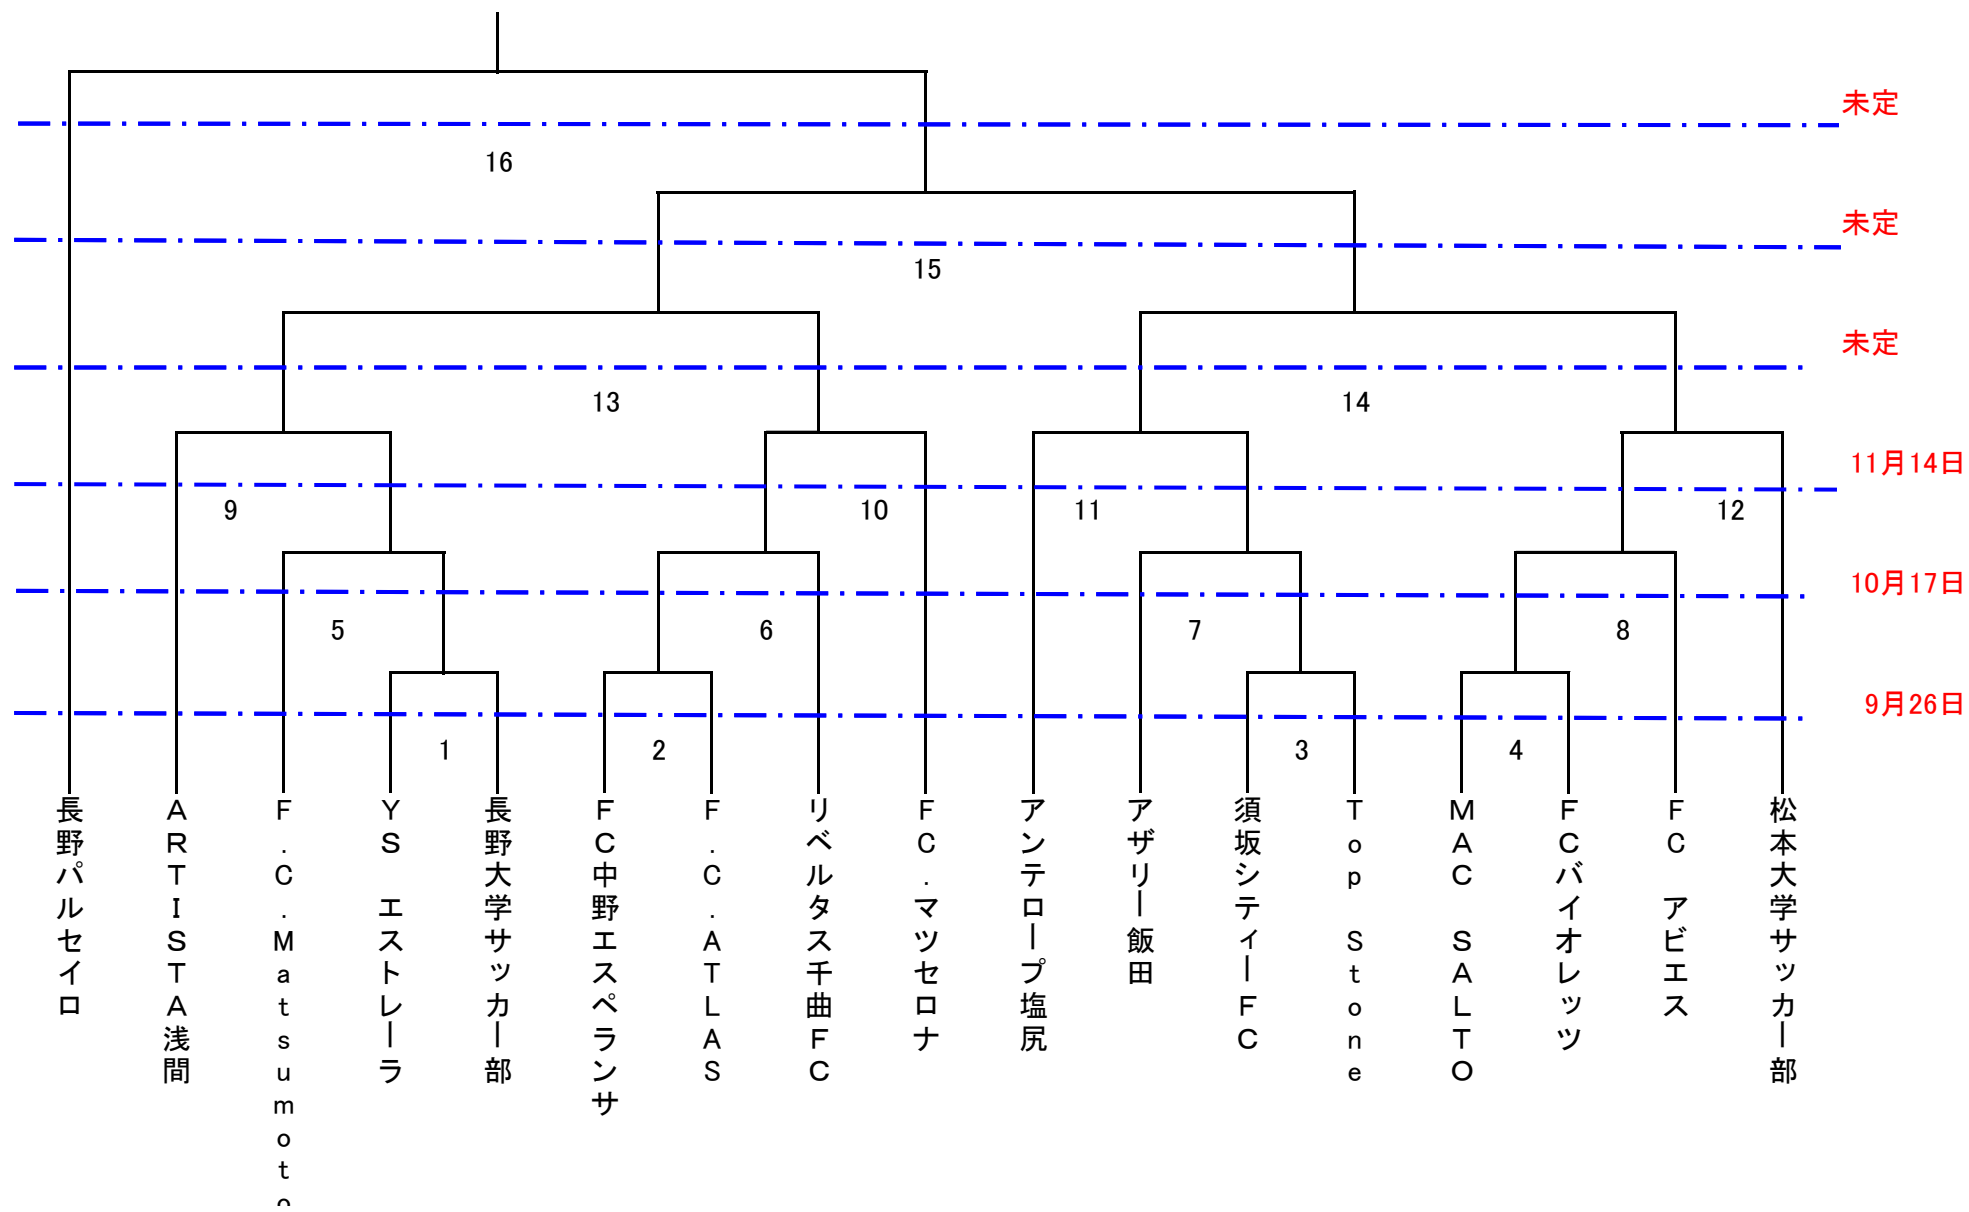 未定
16
未定
15
未定
13
14
11月14日
9
10
11
12
10月17日
5
6
7
8
9月26日
1
2
3
4
長野パルセイロ
ARTISTA浅間
F.C.Matsumoto
YS エストレーラ
長野大学サッカー部
FC中野エスペランサ
F.C.ATLAS
リベルタス千曲FC
FC.マツセロナ
アンテロープ塩尻
アザリー飯田
須坂シティーFC
Top Stone
MAC SALTO
FCバイオレッツ
FC アビエス
松本大学サッカー部